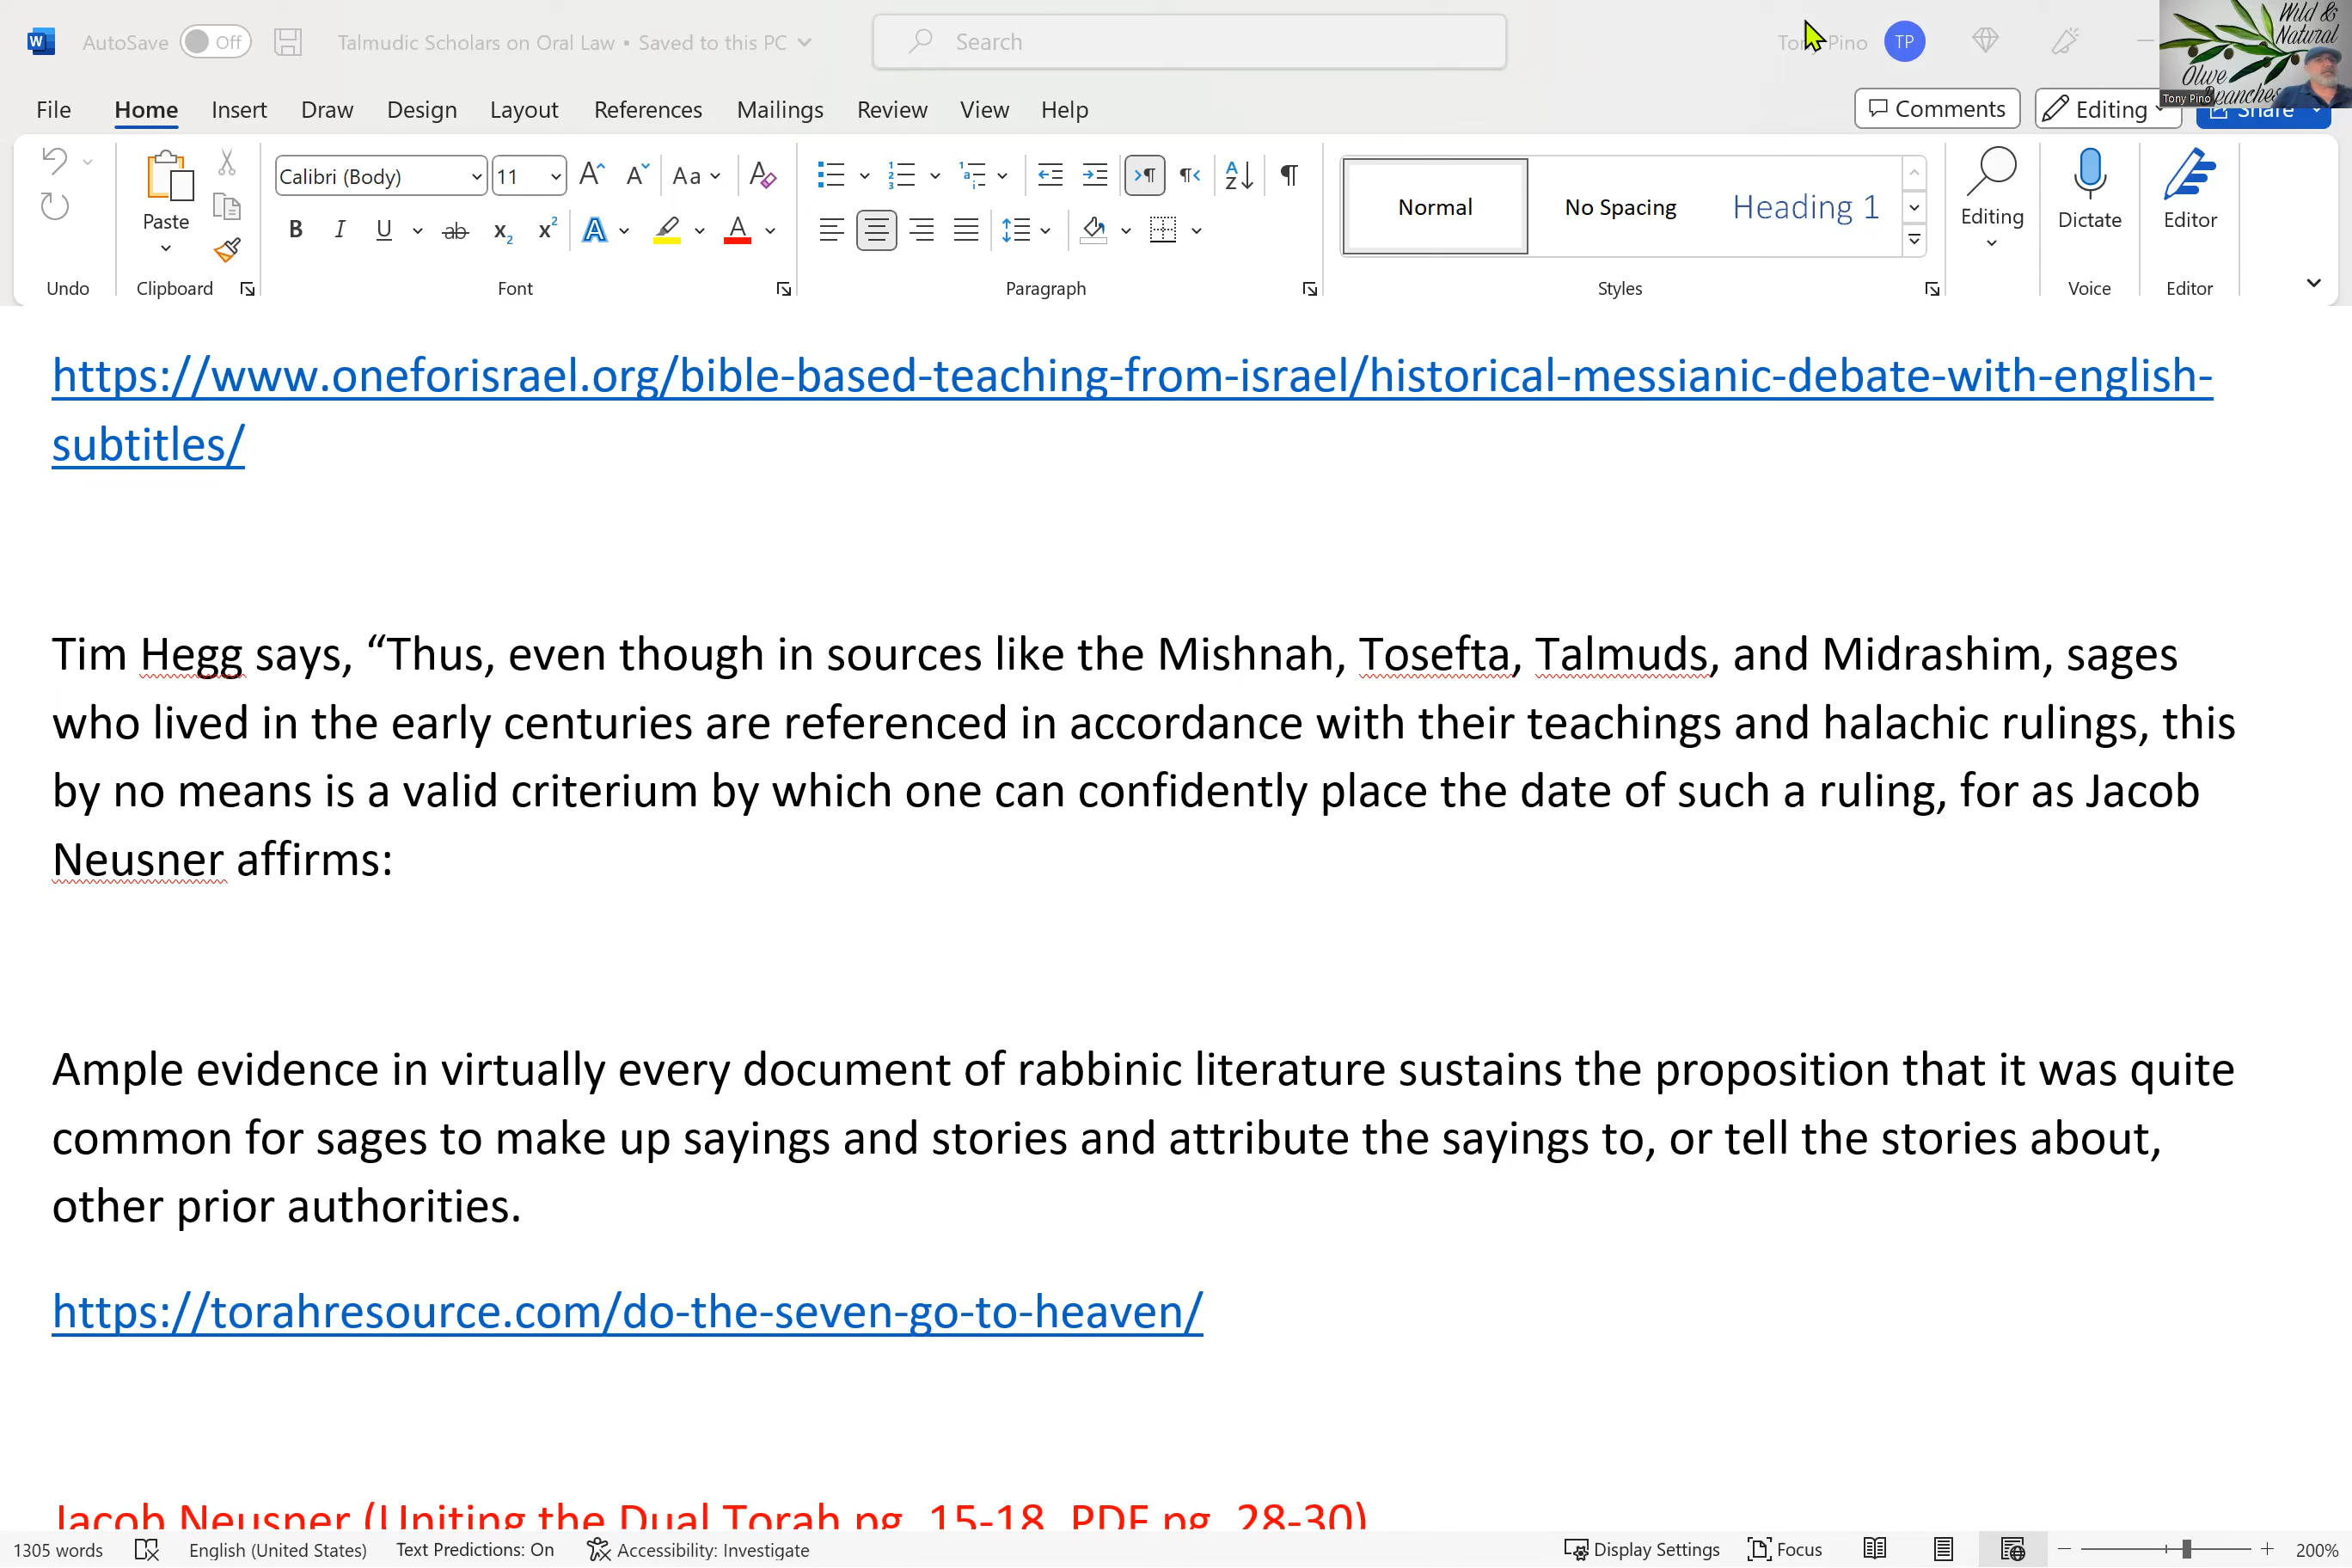 AutoSave Off Talmudic Scholars on Oral Law • Saved to this PC Search Tony Pino TP
Wild &
Natural
Olive
Branches
Tony Pino
File Home Insert Draw Design Layout References Mailings Review View Help Comments Editing Share
Paste Calibri (Body) 11 Normal No Spacing Heading 1 Editing Dictate Editor
Undo Clipboard Font Paragraph Styles Voice Editor
https://www.oneforisrael.org/bible-based-teaching-from-israel/historical-messianic-debate-with-english-
subtitles/
Tim Hegg says, “Thus, even though in sources like the Mishnah, Tosefta, Talmuds, and Midrashim, sages
who lived in the early centuries are referenced in accordance with their teachings and halachic rulings, this
by no means is a valid criterium by which one can confidently place the date of such a ruling, for as Jacob
Neusner affirms:
Ample evidence in virtually every document of rabbinic literature sustains the proposition that it was quite
common for sages to make up sayings and stories and attribute the sayings to, or tell the stories about,
other prior authorities.
https://torahresource.com/do-the-seven-go-to-heaven/
Jacob Neusner (Uniting the Dual Torah pg. 15-18, PDF pg. 28-30)
1305 words English (United States) Text Predictions: On Accessibility: Investigate Display Settings Focus 200%